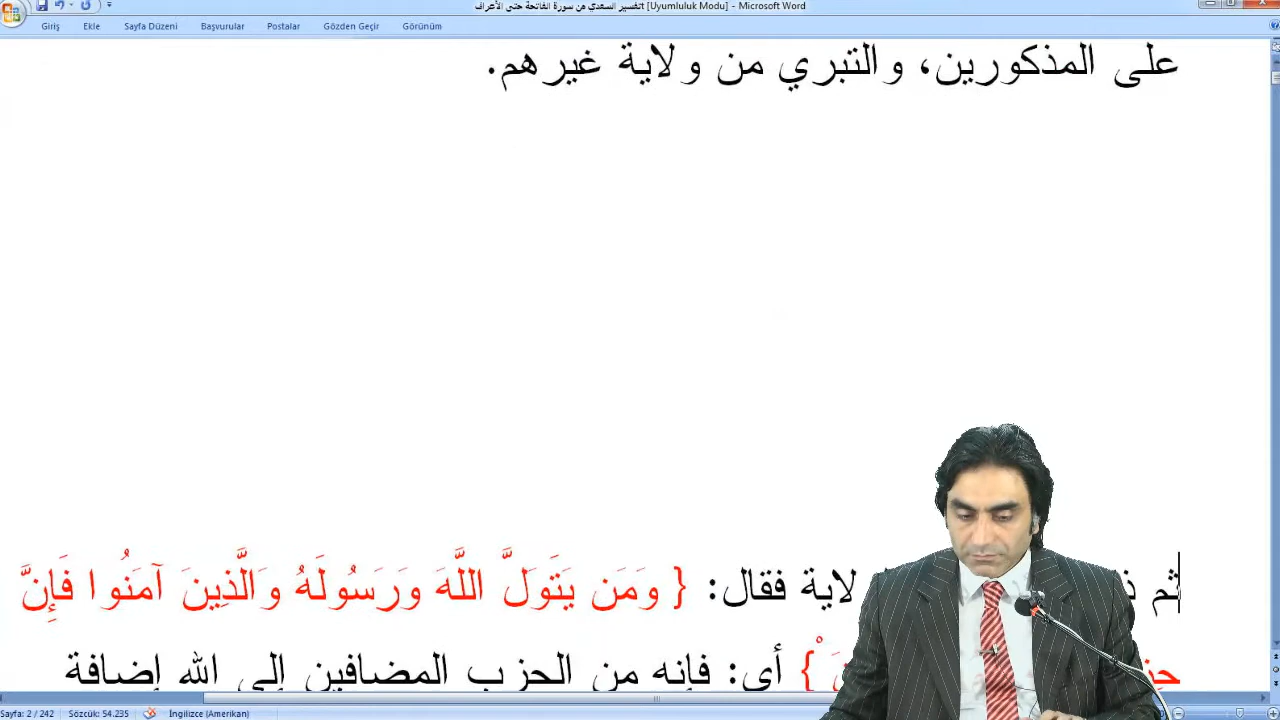 تفسير السعدي من سورة الفاتحة حتى الأعراف [Uyumluluk Modu] - Microsoft Word
Giriş Ekle Sayfa Düzeni Başvurular Postalar Gözden Geçir Görünüm
على المذكورين، والتبري من ولاية غيرهم.
ثم لاية فقال: { وَمَن يَتَوَلَّ اللَّهَ وَرَسُولَهُ وَالَّذِينَ آمَنُوا فَإِنَّ
} أي: فإنه من الحزب المضافين إلى الله إضافة
Sayfa: 2 / 242 Sözcük: 54.235 İngilizce (Amerikan)